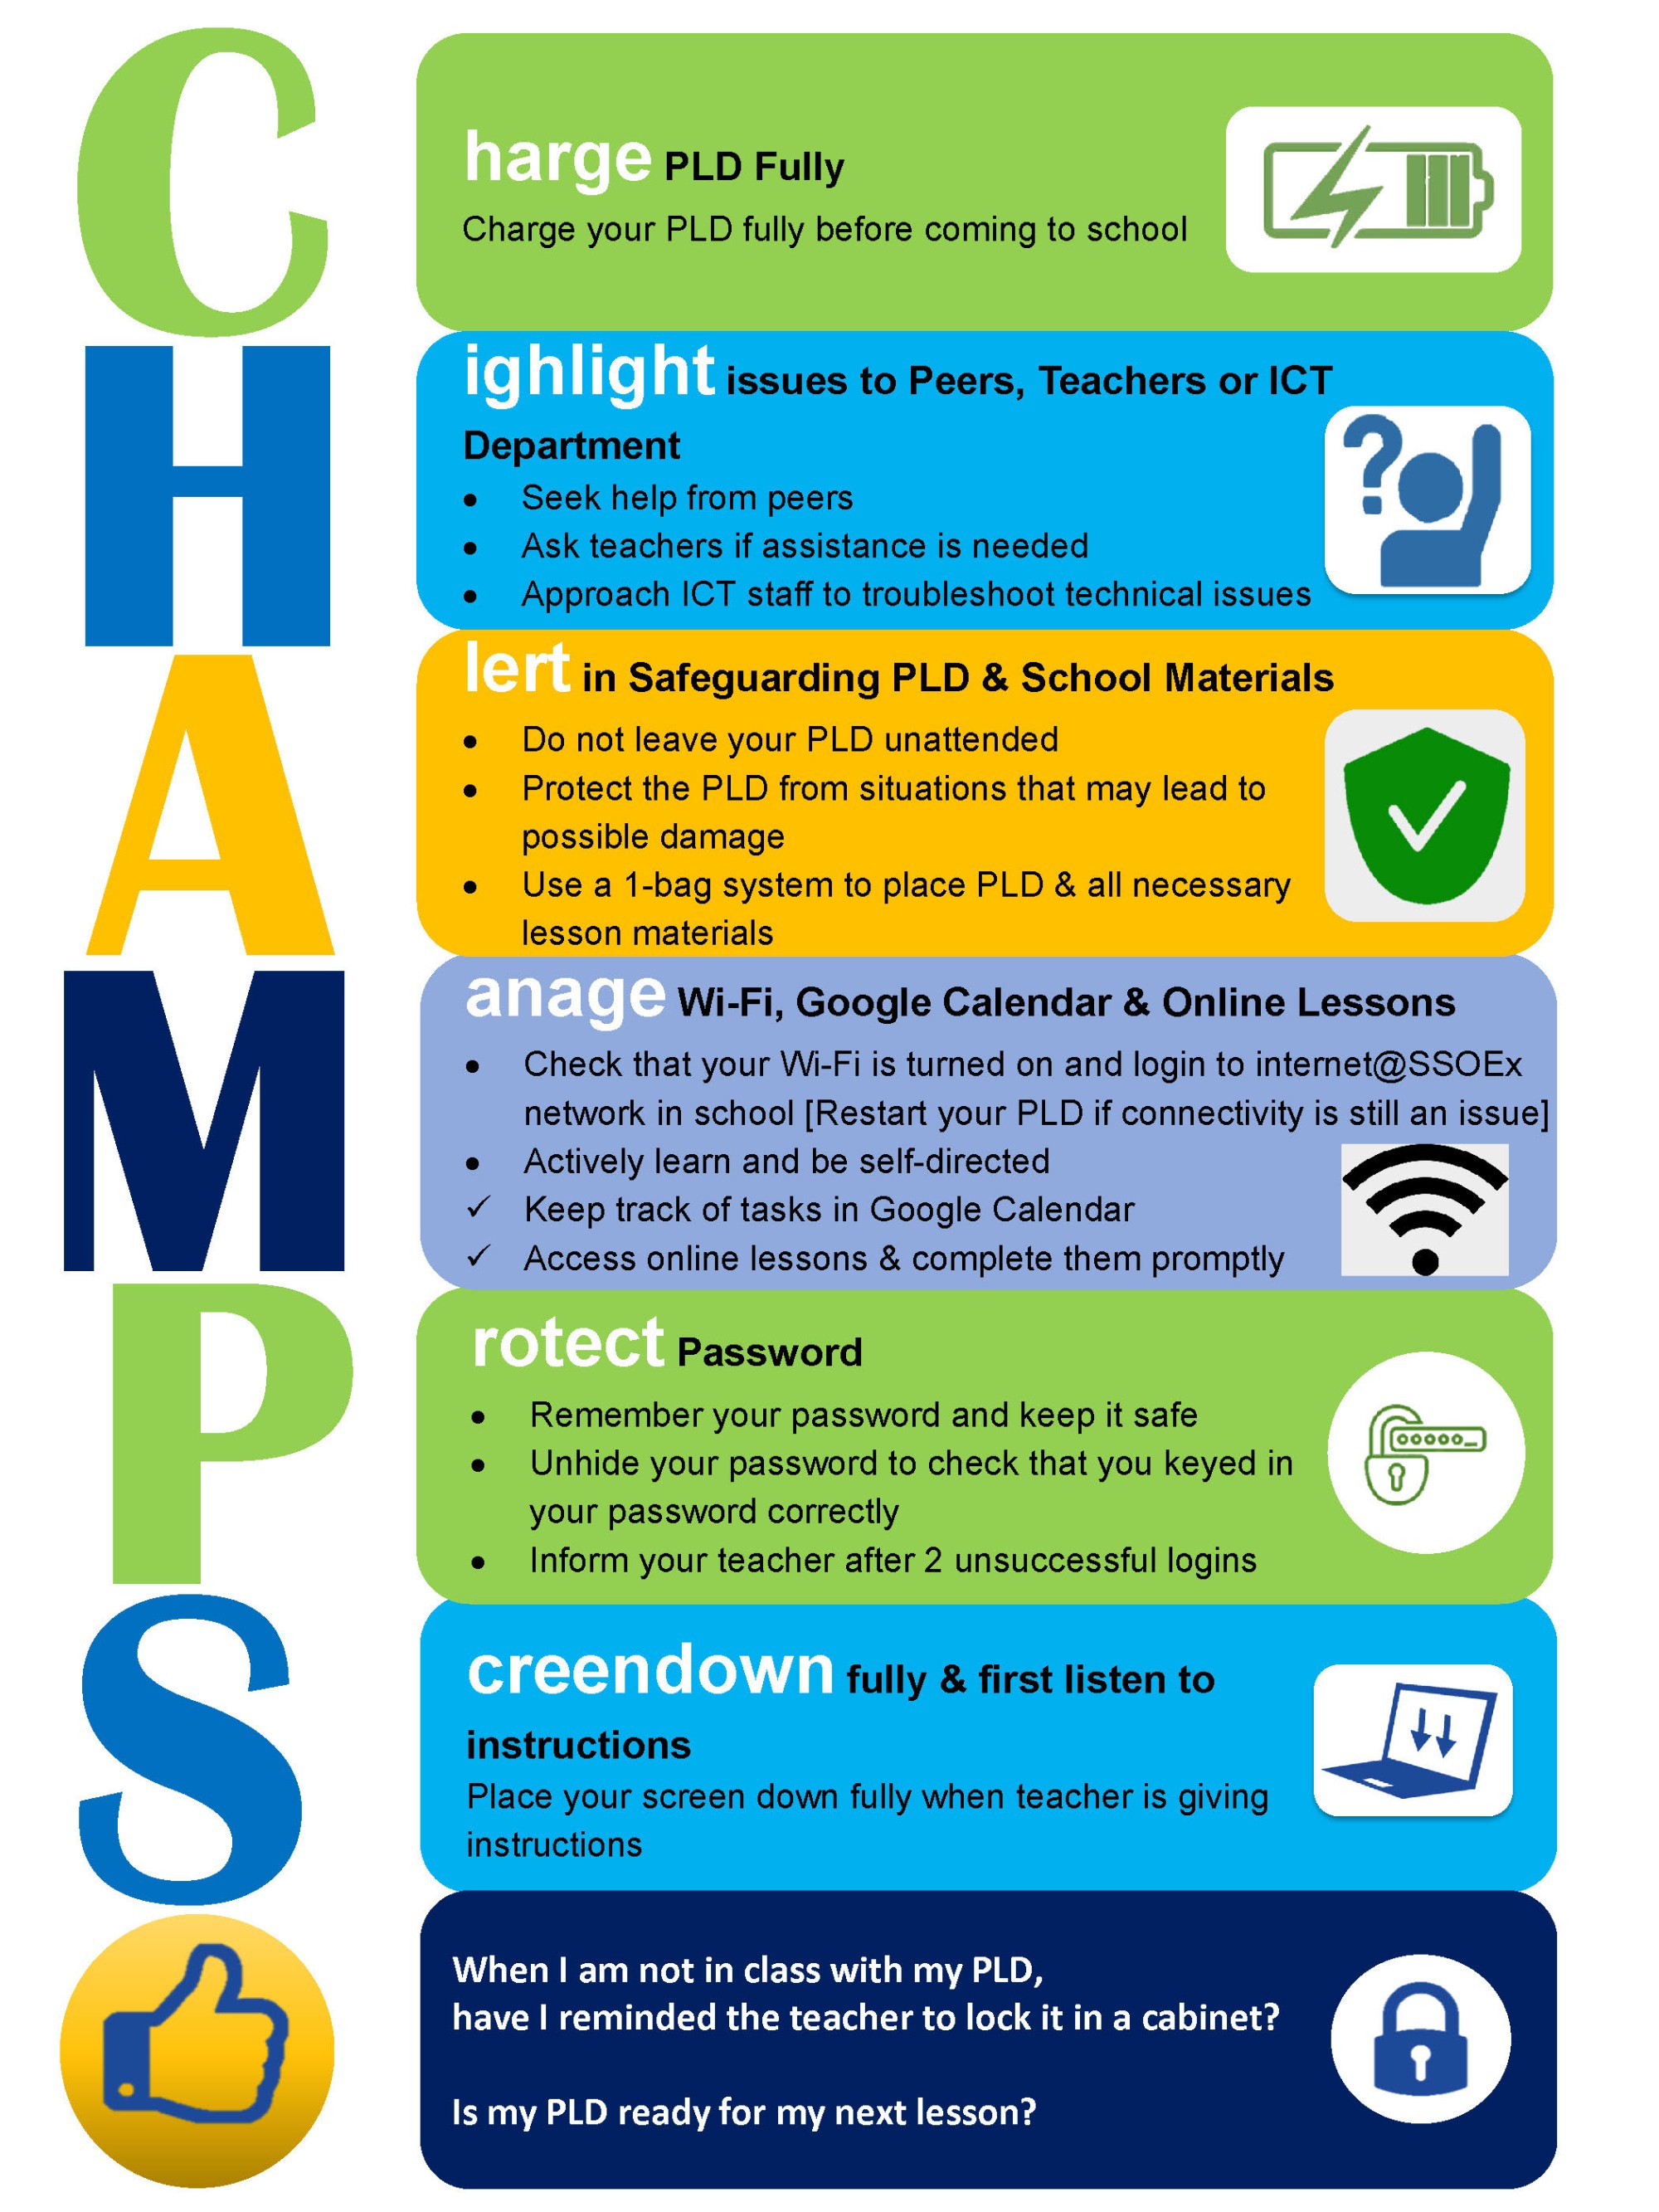 Charge PLD Fully
Charge your PLD fully before coming to school
Highlight issues to Peers, Teachers or ICT
Department
• Seek help from peers
• Ask teachers if assistance is needed
• Approach ICT staff to troubleshoot technical issues
Alert in Safeguarding PLD & School Materials
• Do not leave your PLD unattended
• Protect the PLD from situations that may lead to
possible damage
• Use a 1-bag system to place PLD & all necessary
lesson materials
Manage Wi-Fi, Google Calendar & Online Lessons
• Check that your Wi-Fi is turned on and login to internet@SSOEx
network in school [Restart your PLD if connectivity is still an issue]
• Actively learn and be self-directed
✓ Keep track of tasks in Google Calendar
✓ Access online lessons & complete them promptly
Protect Password
• Remember your password and keep it safe
• Unhide your password to check that you keyed in
your password correctly
• Inform your teacher after 2 unsuccessful logins
Screendown fully & first listen to
instructions
Place your screen down fully when teacher is giving
instructions
When I am not in class with my PLD,
have I reminded the teacher to lock it in a cabinet?
Is my PLD ready for my next lesson?